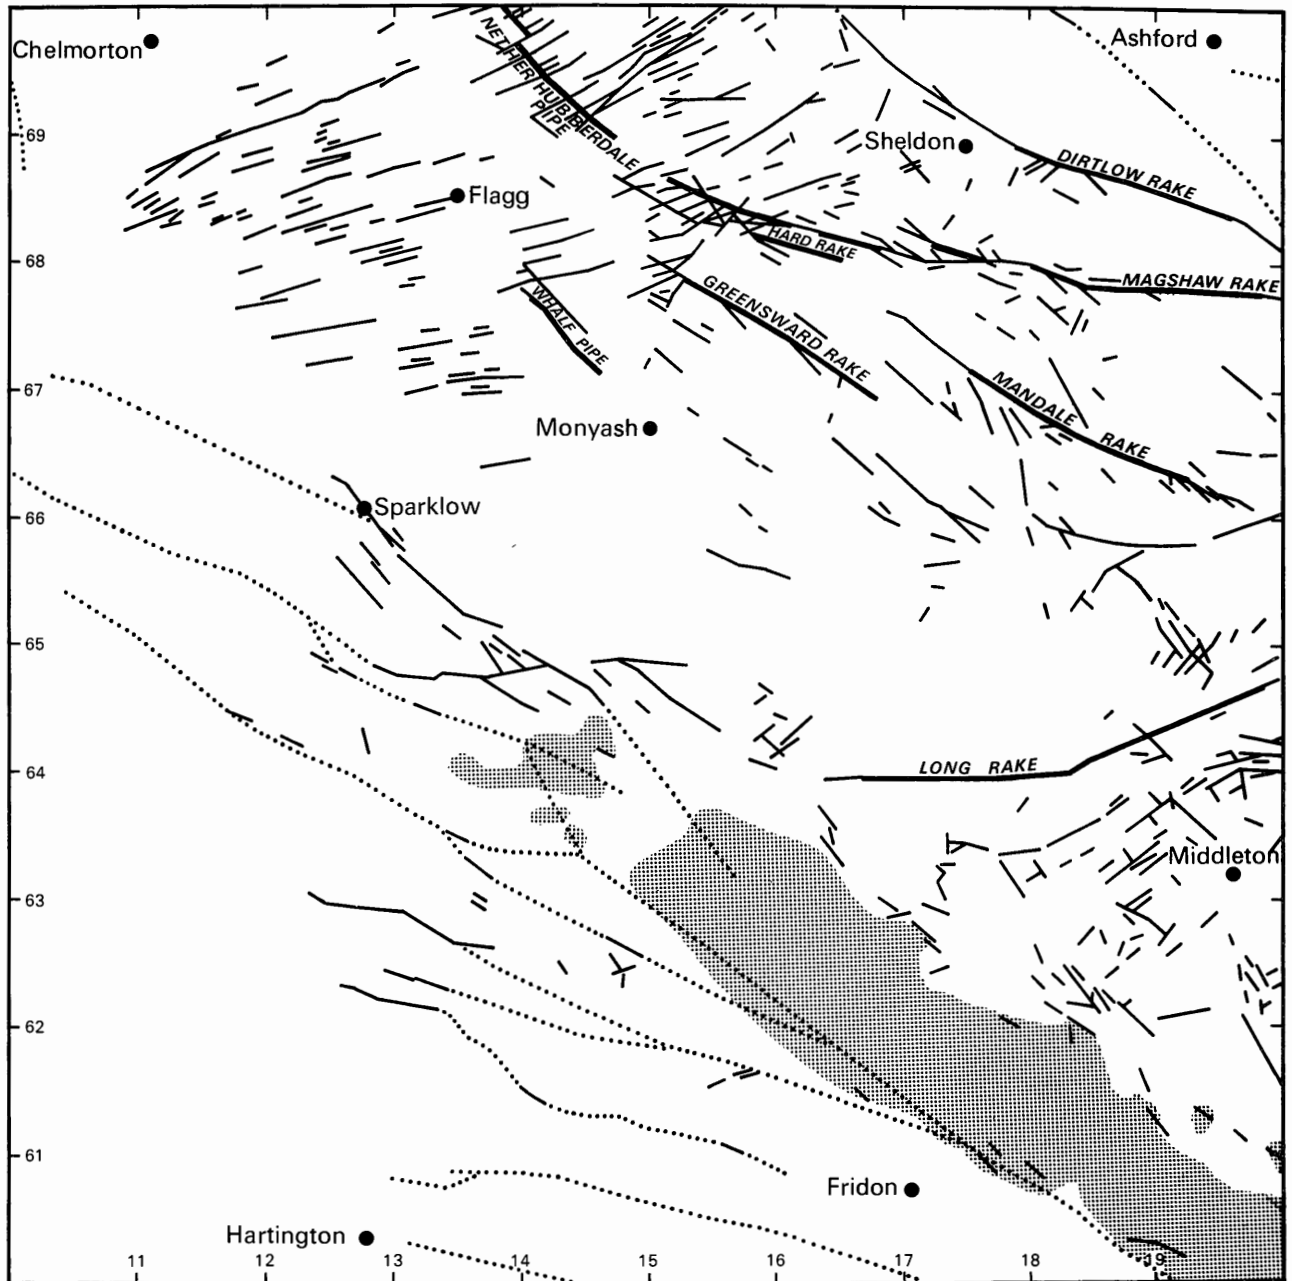 Chelmorton
Ashford
NETHER HUBBERDALE
PIPE
69
Sheldon
DIRTLOW RAKE
Flagg
HARD RAKE
68
MAGSHAW RAKE
GREENSWARD RAKE
WHALF PIPE
67
MANDALE RAKE
Monyash
Sparklow
66
65
64
LONG RAKE
Middleton
63
62
61
Fridon
Hartington
11 12 13 14 15 16 17 18 19